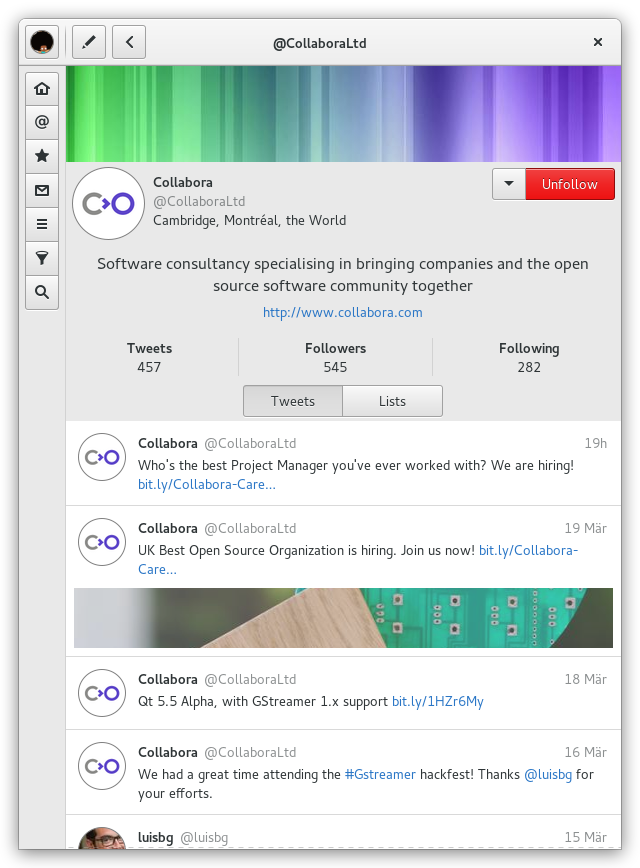 @CollaboraLtd
Collabora
@CollaboraLtd
Cambridge, Montréal, the World
Unfollow
Software consultancy specialising in bringing companies and the open
source software community together
http://www.collabora.com
Tweets Followers Following
457 545 282
Tweets Lists
Collabora @CollaboraLtd 19h
Who's the best Project Manager you've ever worked with? We are hiring!
bit.ly/Collabora-Care…
Collabora @CollaboraLtd 19 Mär
UK Best Open Source Organization is hiring. Join us now! bit.ly/Collabora-
Care…
Collabora @CollaboraLtd 18 Mär
Qt 5.5 Alpha, with GStreamer 1.x support bit.ly/1HZr6My
Collabora @CollaboraLtd 16 Mär
We had a great time attending the #Gstreamer hackfest! Thanks @luisbg for
your efforts.
luisbg @luisbg 15 Mär